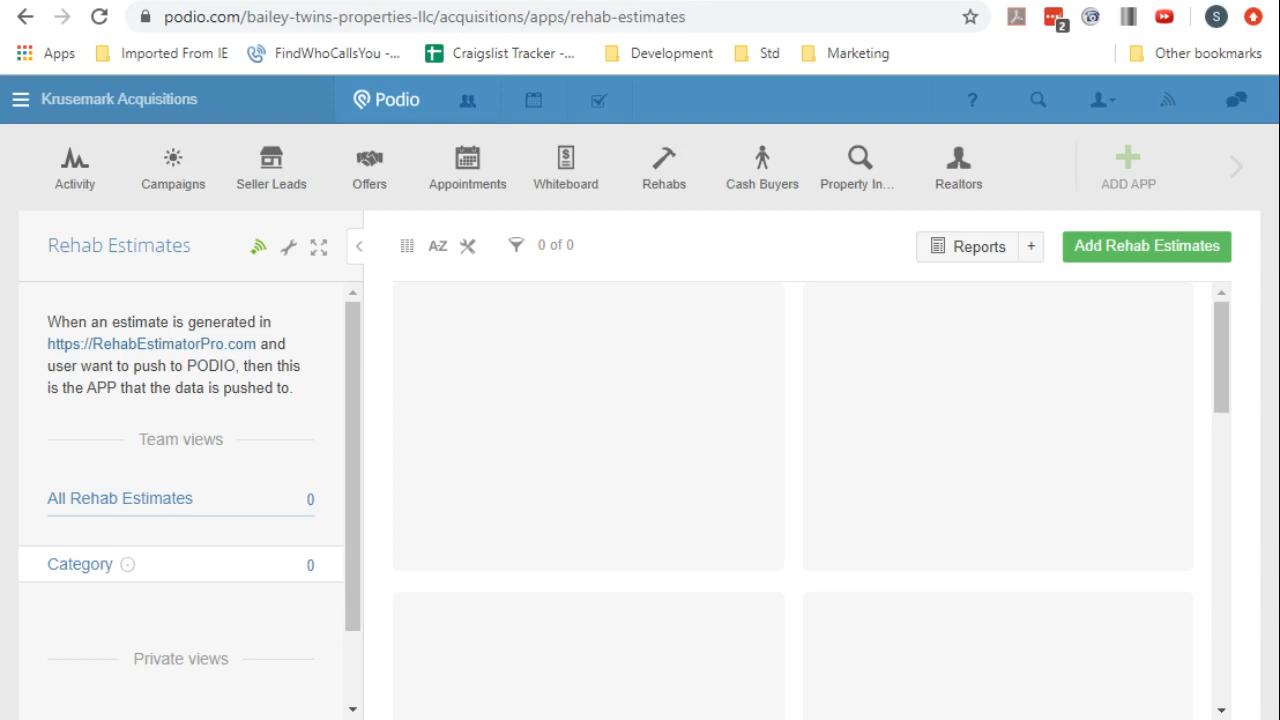 podio.com/bailey-twins-properties-llc/acquisitions/apps/rehab-estimates
2
S
Apps
Imported From IE
FindWhoCallsYou -...
Craigslist Tracker -...
Development
Std
Marketing
Other bookmarks
Krusemark Acquisitions
Podio
?
Activity
Campaigns
Seller Leads
Offers
Appointments
Whiteboard
Rehabs
Cash Buyers
Property In...
Realtors
ADD APP
Rehab Estimates
A-Z
0 of 0
Reports
+
Add Rehab Estimates
When an estimate is generated in
https://RehabEstimatorPro.com and
user want to push to PODIO, then this
is the APP that the data is pushed to.
Team views
All Rehab Estimates 0
Category 0
Private views